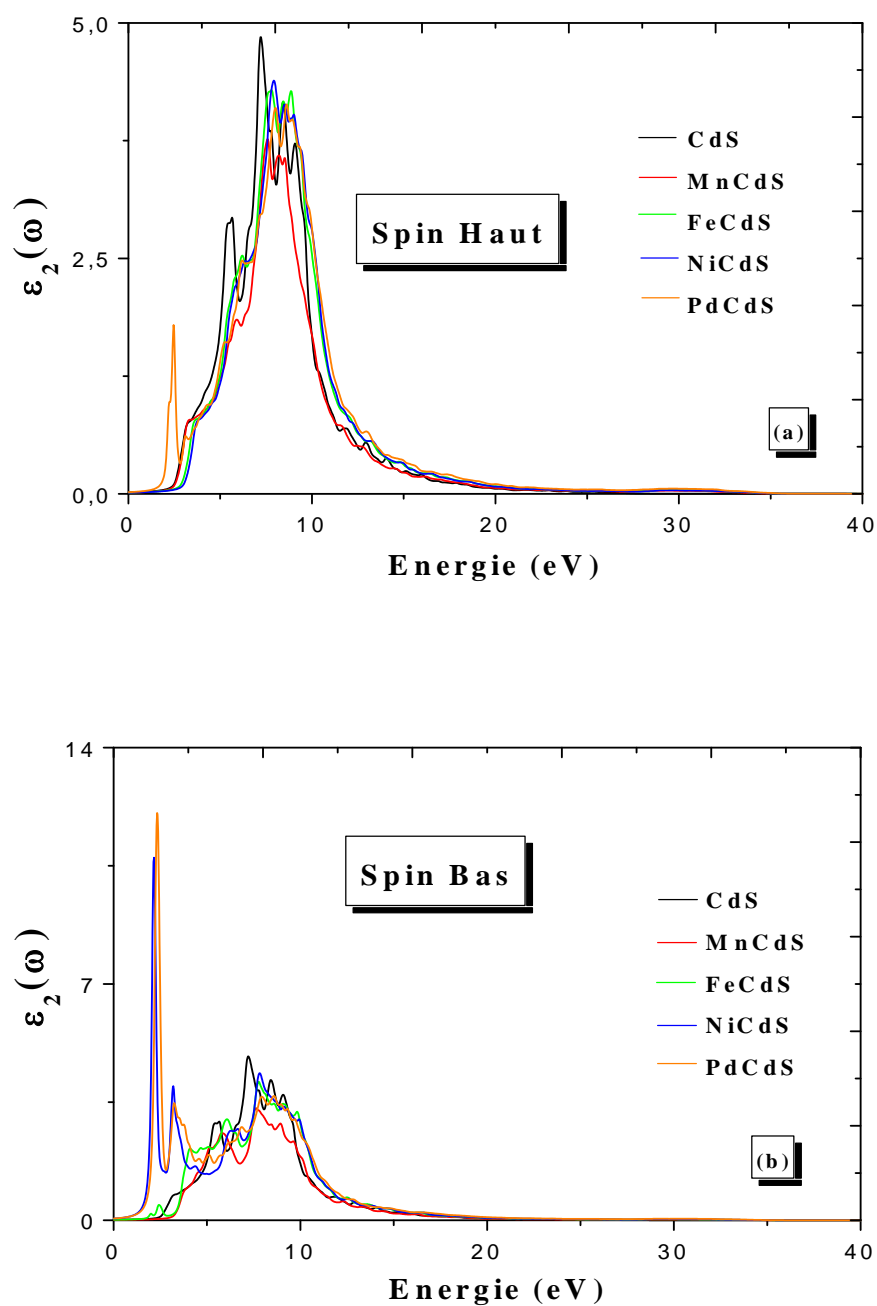 5,0
CdS
MnCdS
FeCdS
NiCdS
PdCdS
Spin Haut
ε2(ω)
2,5
(a)
0,0
0 10 20 30 40
Energie (eV)
14
Spin Bas
CdS
MnCdS
FeCdS
NiCdS
PdCdS
ε2(ω)
7
(b)
0
0 10 20 30 40
Energie (eV)